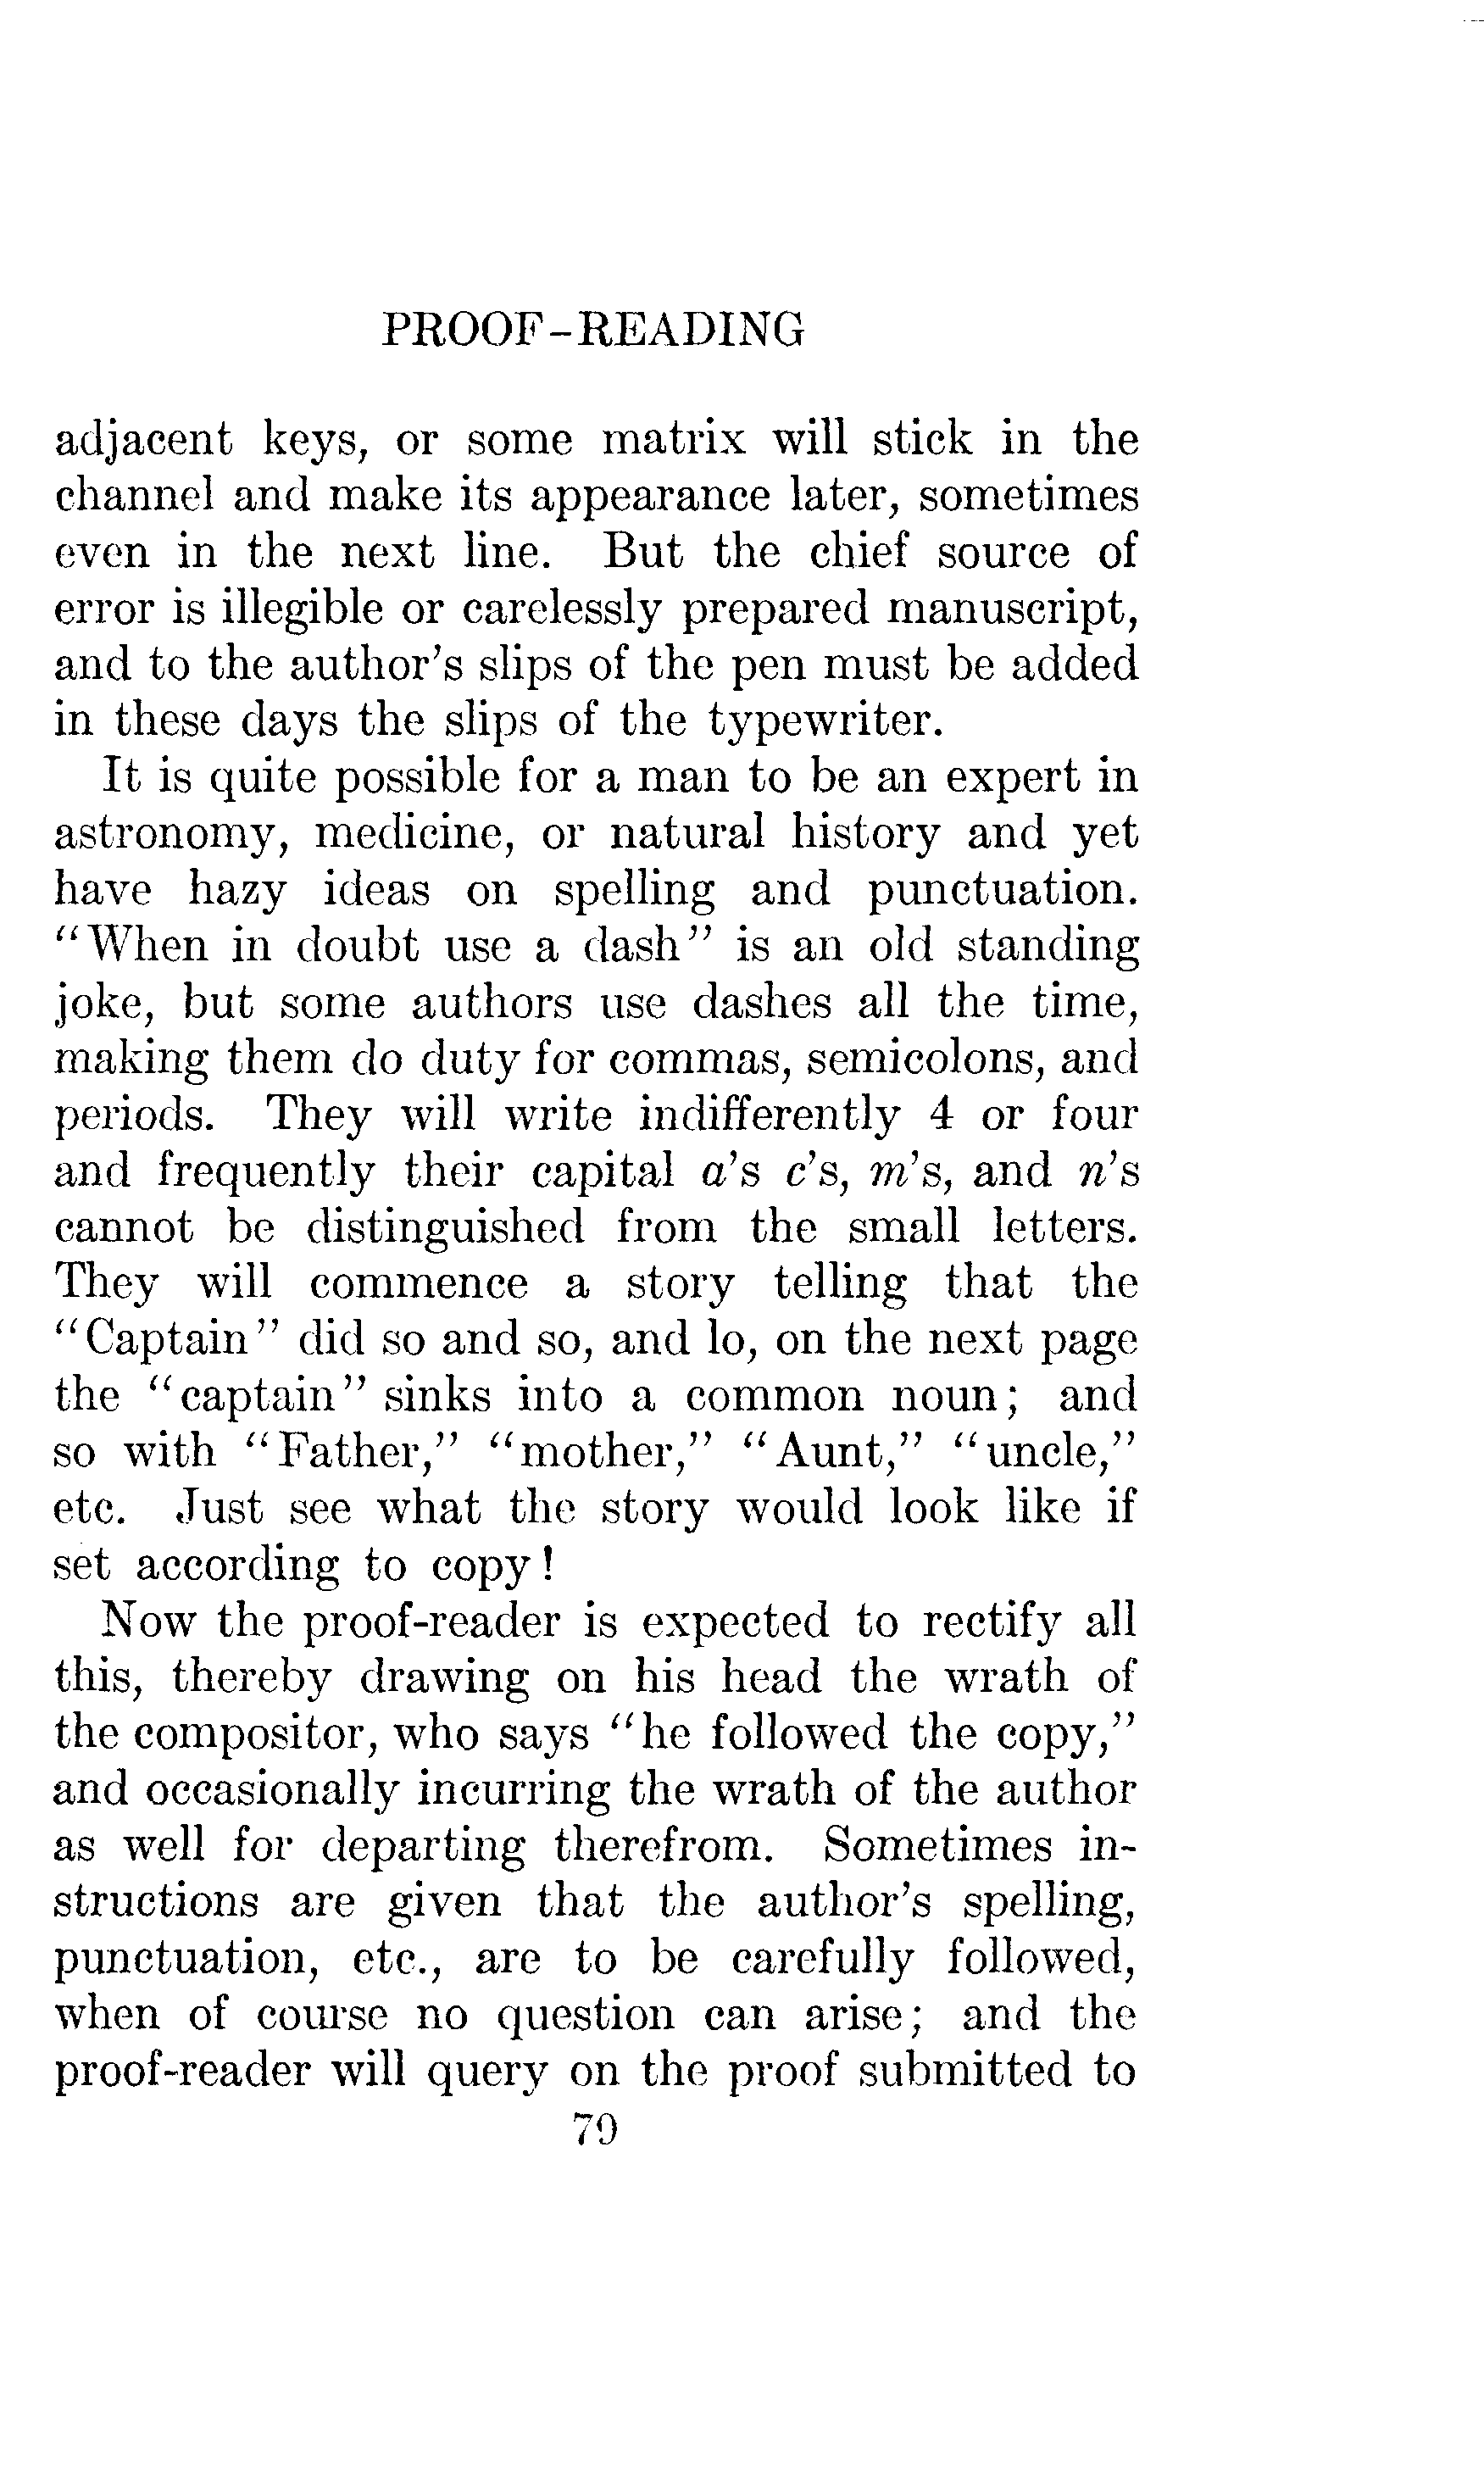 PROOF-READING
adjacent keys, or some matrix will stick in the
channel and make its appearance later, sometimes
even in the next line. But the chief source of
error is illegible or carelessly prepared manuscript,
and to the author's slips of the pen must be added
in these days the slips of the typewriter.
It is quite possible for a man to be an expert in
astronomy, medicine, or natural history and yet
have hazy ideas on spelling and punctuation.
"When in doubt use a dash" is an old standing
joke, but some authors use dashes all the time,
making them do duty for commas, semicolons, and
periods. They will write indifferently 4 or four
and frequently their capital a's c's, m's, and n's
cannot be distinguished from the small letters.
They will commence a story telling that the
"Captain" did so and so, and lo, on the next page
the "captain" sinks into a common noun; and
so with "Father," "mother," "Aunt," "uncle,"
etc. Just see what the story would look like if
set according to copy!
Now the proof-reader is expected to rectify all
this, thereby drawing on his head the wrath of
the compositor, who says "he followed the copy,"
and occasionally incurring the wrath of the author
as well for departing therefrom. Sometimes in-
structions are given that the author's spelling,
punctuation, etc., are to be carefully followed,
when of course no question can arise; and the
proof-reader will query on the proof submitted to
79